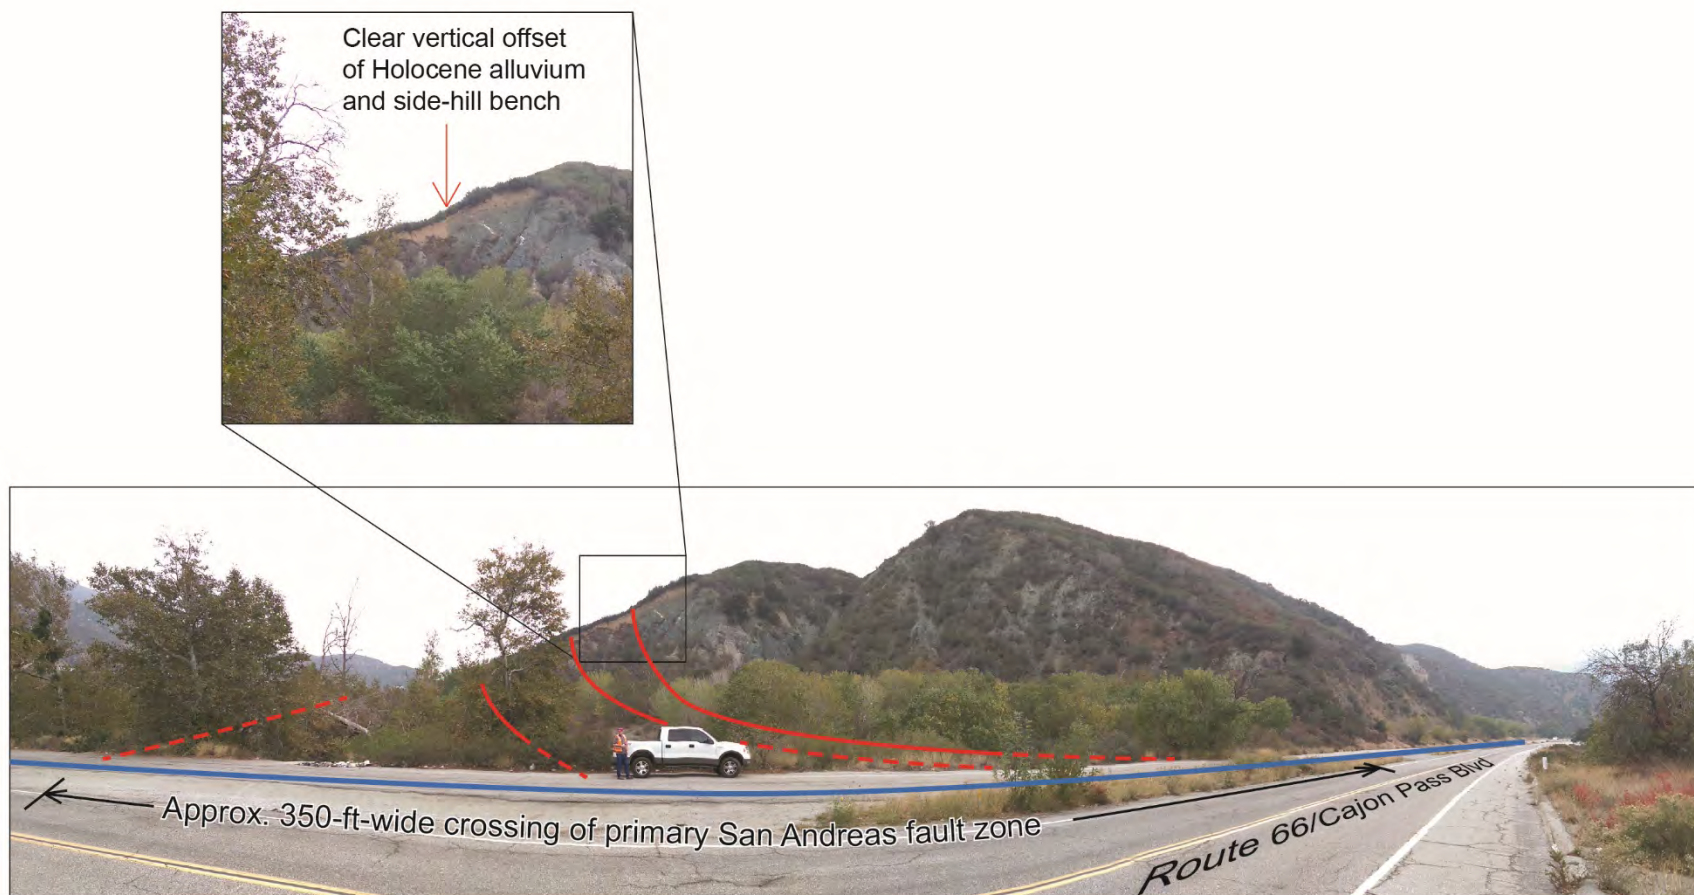 Clear vertical offset
of Holocene alluvium
and side-hill bench
Approx. 350-ft-wide crossing of primary San Andreas fault zone
Route 66/Cajon Pass Blvd